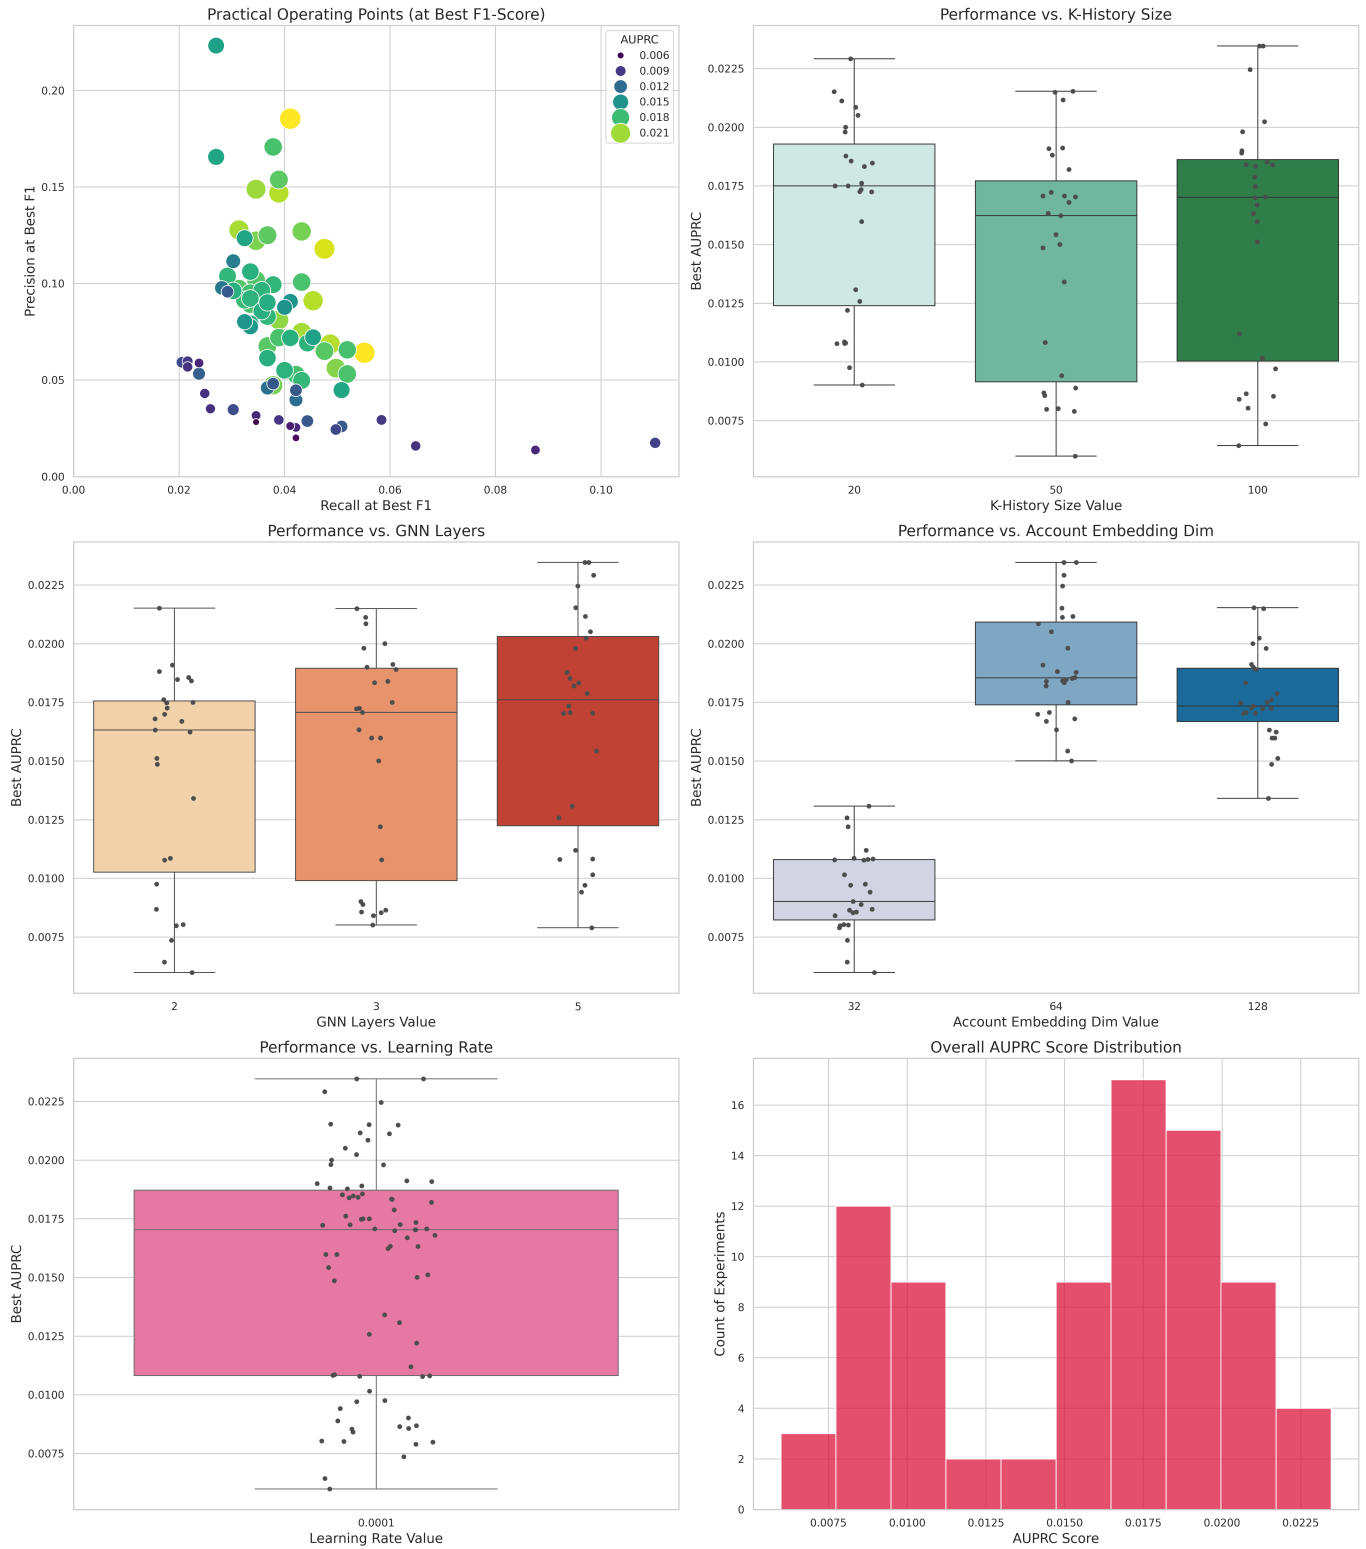 Practical Operating Points (at Best F1-Score)
AUPRC
0.006
0.009
0.012
0.015
0.018
0.021
Precision at Best F1
0.20
0.15
0.10
0.05
0.00
0.00 0.02 0.04 0.06 0.08 0.10
Recall at Best F1
Performance vs. K-History Size
Best AUPRC
0.0225
0.0200
0.0175
0.0150
0.0125
0.0100
0.0075
20 50 100
K-History Size Value
Performance vs. GNN Layers
Best AUPRC
0.0225
0.0200
0.0175
0.0150
0.0125
0.0100
0.0075
2 3 5
GNN Layers Value
Performance vs. Account Embedding Dim
Best AUPRC
0.0225
0.0200
0.0175
0.0150
0.0125
0.0100
0.0075
32 64 128
Account Embedding Dim Value
Performance vs. Learning Rate
Best AUPRC
0.0225
0.0200
0.0175
0.0150
0.0125
0.0100
0.0075
0.0001
Learning Rate Value
Overall AUPRC Score Distribution
Count of Experiments
16
14
12
10
8
6
4
2
0
0.0075 0.0100 0.0125 0.0150 0.0175 0.0200 0.0225
AUPRC Score